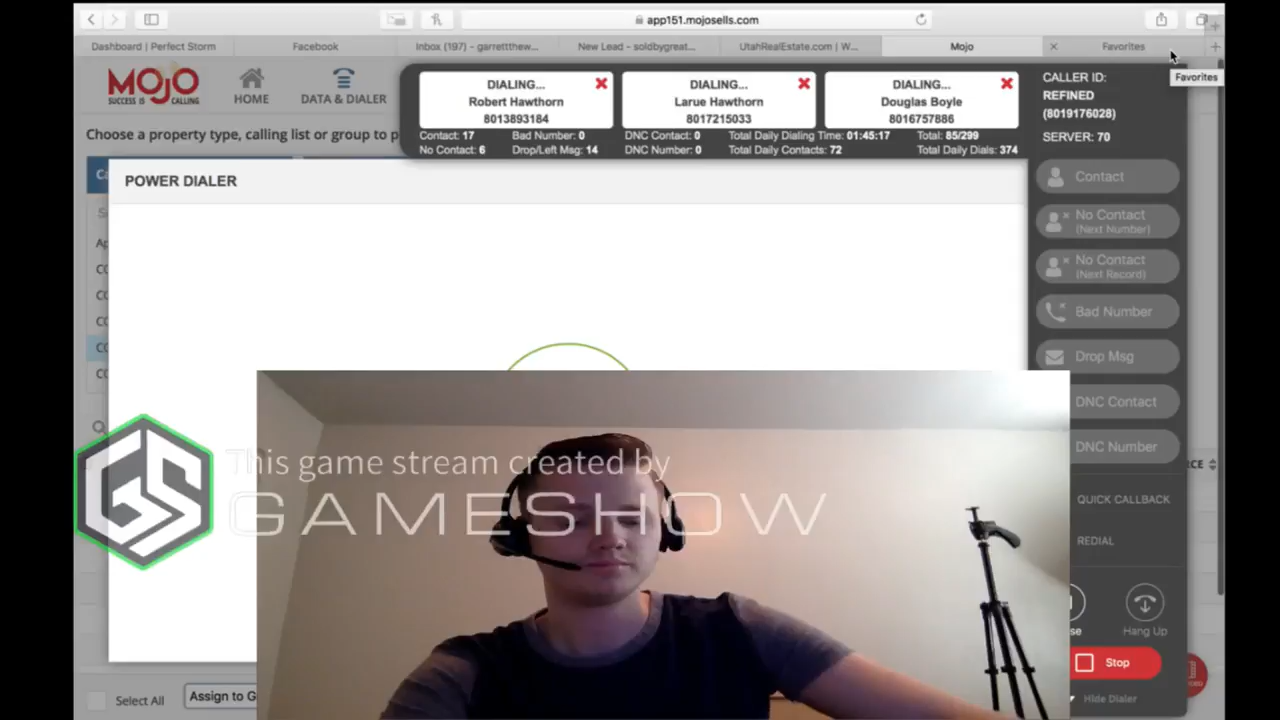 app151.mojosells.com
Dashboard | Perfect Storm
Facebook
Inbox (197) - garrettthew...
New Lead - soldbygreat...
UtahRealEstate.com | W...
Mojo
Favorites
Favorites
MOJO
SUCCESS IS CALLING
HOME
DATA & DIALER
DIALING...
Robert Hawthorn
8013893184
DIALING...
Larue Hawthorn
8017215033
DIALING...
Douglas Boyle
8016757886
Contact: 17
Bad Number: 0
DNC Contact: 0
Total Daily Dialing Time: 01:45:17
Total: 85/299
No Contact: 6
Drop/Left Msg: 14
DNC Number: 0
Total Daily Contacts: 72
Total Daily Dials: 374
CALLER ID:
REFINED
(8019176028)
SERVER: 70
Choose a property type, calling list or group to p
POWER DIALER
Contact
No Contact
(Next Number)
No Contact
(Next Record)
Bad Number
Drop Msg
DNC Contact
DNC Number
QUICK CALLBACK
REDIAL
se
Hang Up
Stop
Hide Dialer
RCE
GS
This game stream created by
GAMESHOW
Select All
Assign to G